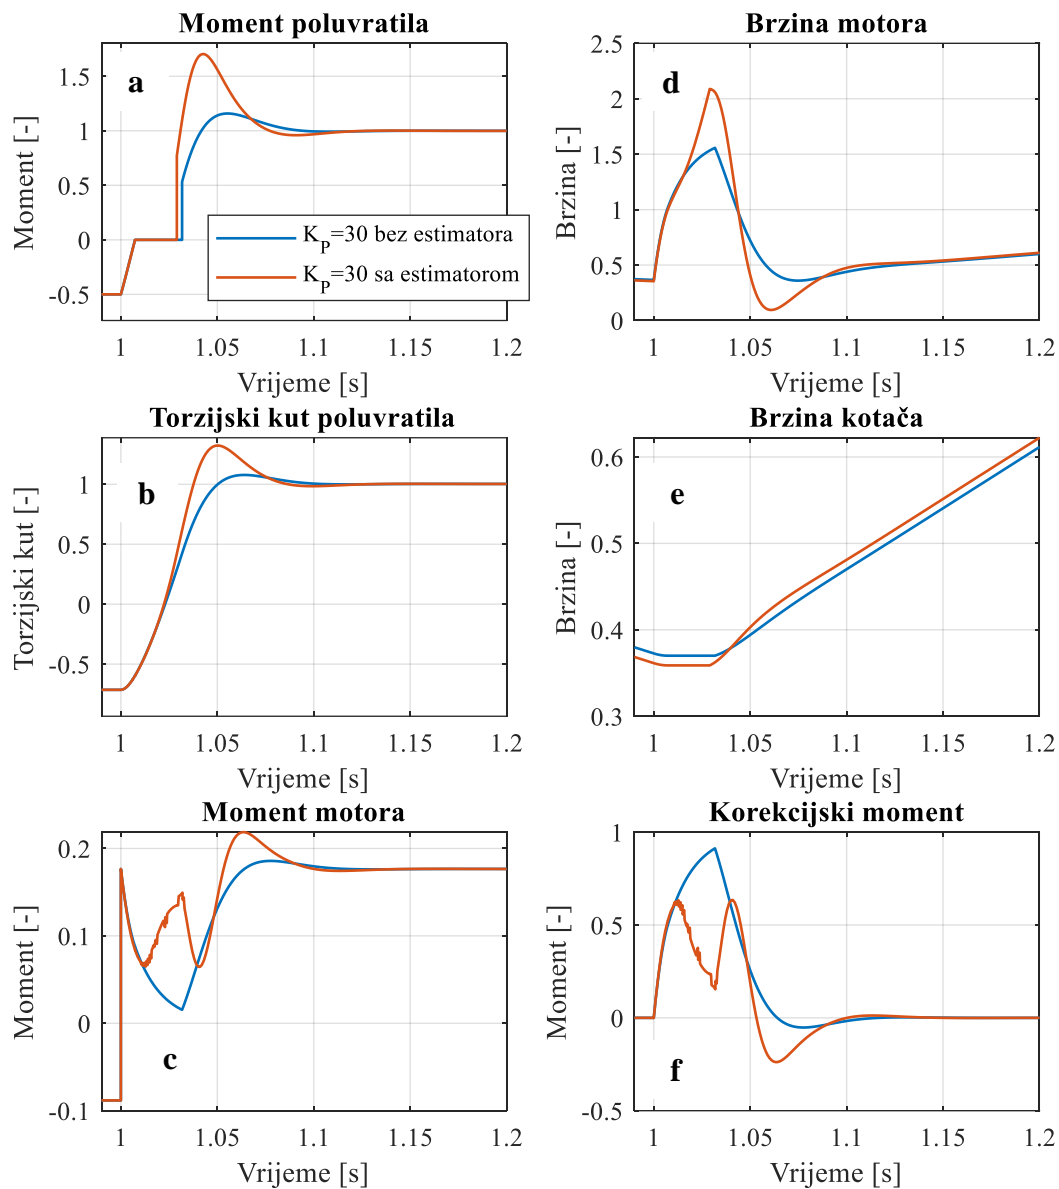 Moment poluvratila
a
Moment [-]
1.5
1
0.5
0
-0.5
K_P=30 bez estimatora
K_P=30 sa estimatorom
1
1.05
1.1
1.15
1.2
Vrijeme [s]
Brzina motora
d
Brzina [-]
2.5
2
1.5
1
0.5
0
1
1.05
1.1
1.15
1.2
Vrijeme [s]
Torzijski kut poluvratila
b
Torzijski kut [-]
1
0.5
0
-0.5
1
1.05
1.1
1.15
1.2
Vrijeme [s]
Brzina kotača
e
Brzina [-]
0.6
0.5
0.4
0.3
1
1.05
1.1
1.15
1.2
Vrijeme [s]
Moment motora
c
Moment [-]
0.2
0.1
0
-0.1
1
1.05
1.1
1.15
1.2
Vrijeme [s]
Korekcijski moment
f
Moment [-]
1
0.5
0
-0.5
1
1.05
1.1
1.15
1.2
Vrijeme [s]